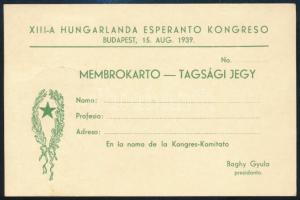 XIII-A HUNGARLANDA ESPERANTO KONGRESO
BUDAPEST, 15. AUG. 1939.
No.
MEMBROKARTO — TAGSÁGI JEGY
Nomo:
Profesio:
Adreso:
En la nomo de la Kongres-Komitato
Baghy Gyula
prezidanto.